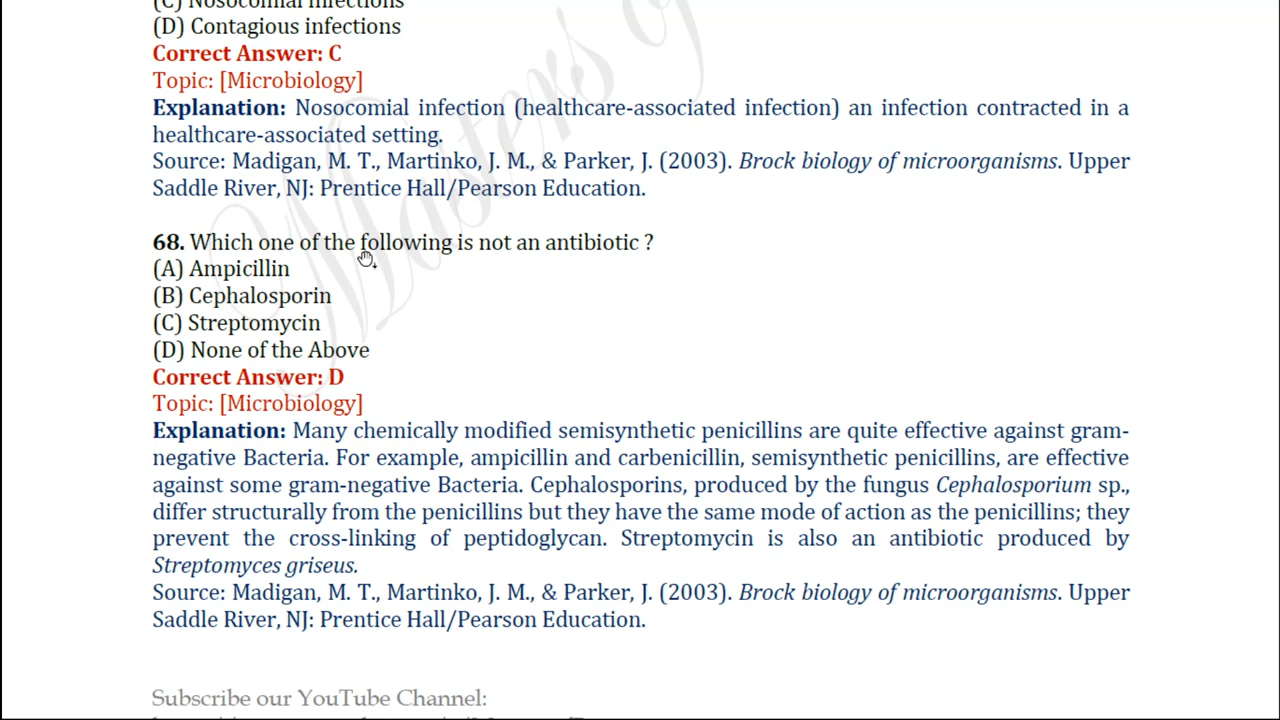 (C) Nosocomial infections
(D) Contagious infections
Correct Answer: C
Topic: [Microbiology]
Explanation: Nosocomial infection (healthcare-associated infection) an infection contracted in a
healthcare-associated setting.
Source: Madigan, M. T., Martinko, J. M., & Parker, J. (2003). Brock biology of microorganisms. Upper
Saddle River, NJ: Prentice Hall/Pearson Education.
68. Which one of the following is not an antibiotic ?
(A) Ampicillin
(B) Cephalosporin
(C) Streptomycin
(D) None of the Above
Correct Answer: D
Topic: [Microbiology]
Explanation: Many chemically modified semisynthetic penicillins are quite effective against gram-
negative Bacteria. For example, ampicillin and carbenicillin, semisynthetic penicillins, are effective
against some gram-negative Bacteria. Cephalosporins, produced by the fungus Cephalosporium sp.,
differ structurally from the penicillins but they have the same mode of action as the penicillins; they
prevent the cross-linking of peptidoglycan. Streptomycin is also an antibiotic produced by
Streptomyces griseus.
Source: Madigan, M. T., Martinko, J. M., & Parker, J. (2003). Brock biology of microorganisms. Upper
Saddle River, NJ: Prentice Hall/Pearson Education.
Subscribe our YouTube Channel:
Masters of